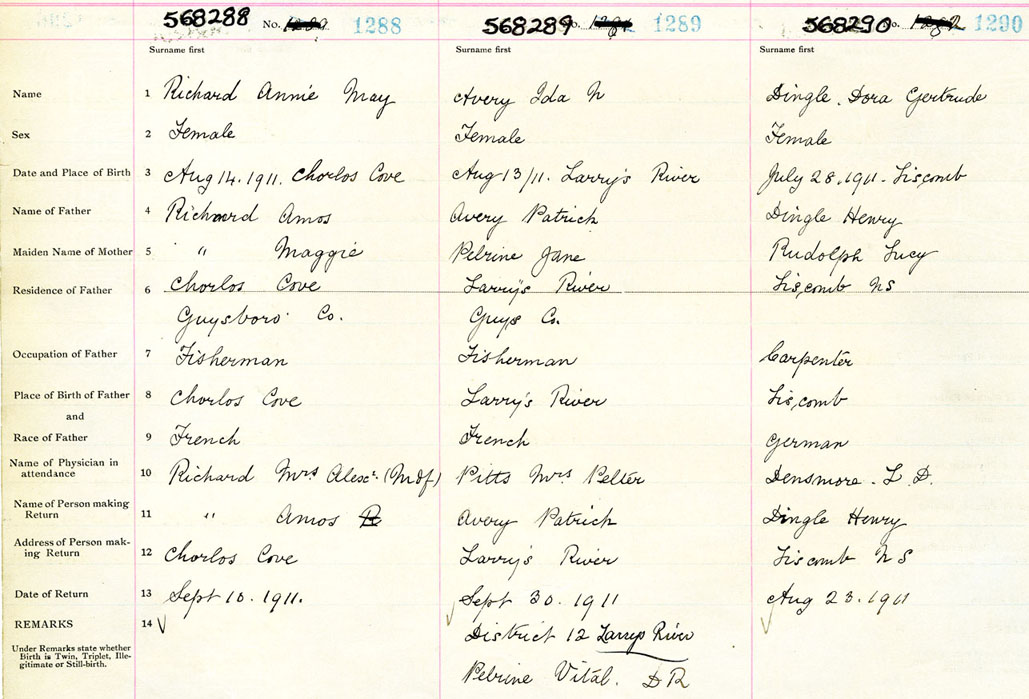 568288 No. 1288 568289 No. 1289 568290 No. 1290
Surname first Surname first Surname first
Name 1 Richard Annie May Avery Ida N Dingle. Dora Gertrude
Sex 2 Female Female Female
Date and Place of Birth 3 Aug 14. 1911. Chorlos Cove Aug 13/11. Larry's River July 28. 1911. Liscomb
Name of Father 4 Richard Amos Avery Patrick Dingle Henry
Maiden Name of Mother 5 " Maggie Pelrine Jane Rudolph Lucy
Residence of Father 6 Chorlos Cove Larry's River Liscomb NS
Guysboro Co. Guys Co.
Occupation of Father 7 Fisherman Fisherman Carpenter
Place of Birth of Father 8 Chorlos Cove Larry's River Liscomb
and
Race of Father 9 French French German
Name of Physician in
attendance 10 Richard Mrs. Alexr. (Mdf) Pitts Mrs Pelter Densmore. L D.
Name of Person making
Return 11 " Amos R Avery Patrick Dingle Henry
Address of Person mak-
ing Return 12 Chorlos Cove Larry's River Liscomb N S
Date of Return 13 Sept 10. 1911. Sept 30. 1911 Aug 23. 1911
REMARKS 14 District 12 Larrys River
Under Remarks state whether
Birth is Twin, Triplet, Ille-
gitimate or Still-birth. Pelrine Vital. D R